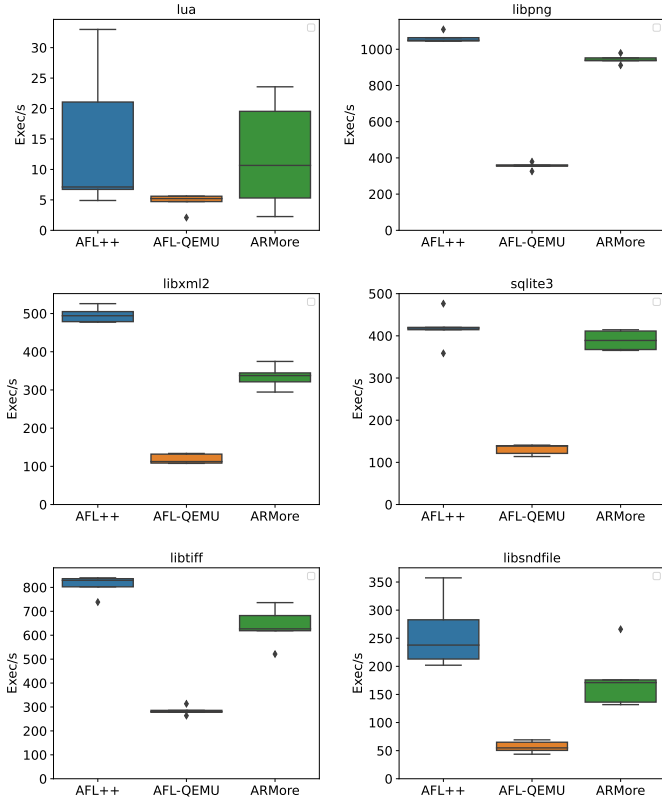 lua
Exec/s
30
25
20
15
10
5
0
AFL++ AFL-QEMU ARMore
libpng
Exec/s
1000
800
600
400
200
0
AFL++ AFL-QEMU ARMore
libxml2
Exec/s
500
400
300
200
100
0
AFL++ AFL-QEMU ARMore
sqlite3
Exec/s
500
400
300
200
100
0
AFL++ AFL-QEMU ARMore
libtiff
Exec/s
800
700
600
500
400
300
200
100
0
AFL++ AFL-QEMU ARMore
libsndfile
Exec/s
350
300
250
200
150
100
50
0
AFL++ AFL-QEMU ARMore